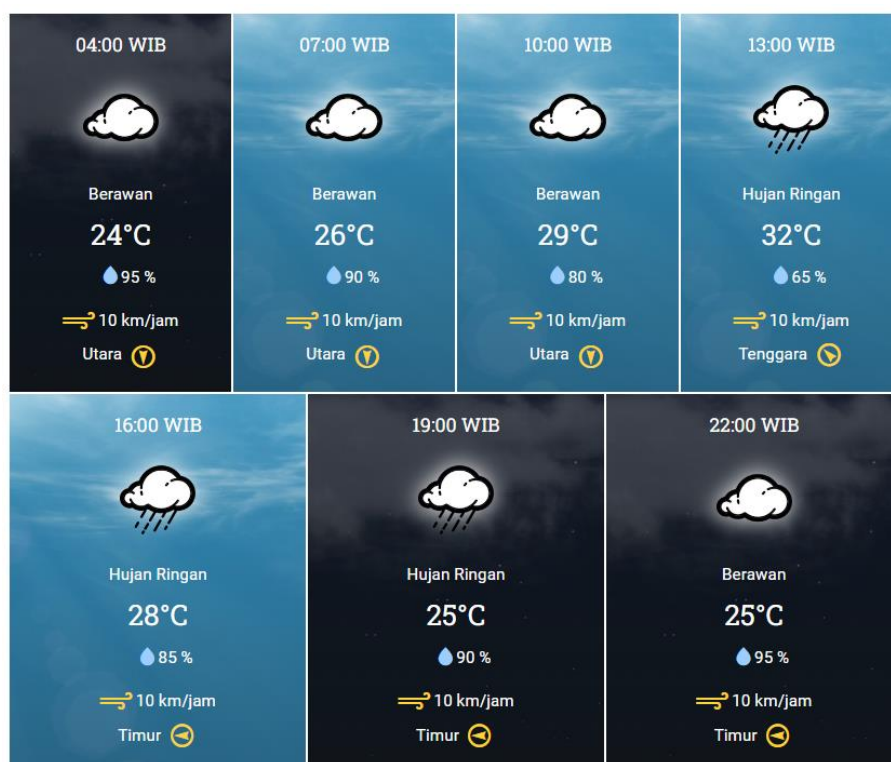 04:00 WIB
Berawan
24°C
95 %
10 km/jam
Utara
07:00 WIB
Berawan
26°C
90 %
10 km/jam
Utara
10:00 WIB
Berawan
29°C
80 %
10 km/jam
Utara
13:00 WIB
Hujan Ringan
32°C
65 %
10 km/jam
Tenggara
16:00 WIB
Hujan Ringan
28°C
85 %
10 km/jam
Timur
19:00 WIB
Hujan Ringan
25°C
90 %
10 km/jam
Timur
22:00 WIB
Berawan
25°C
95 %
10 km/jam
Timur